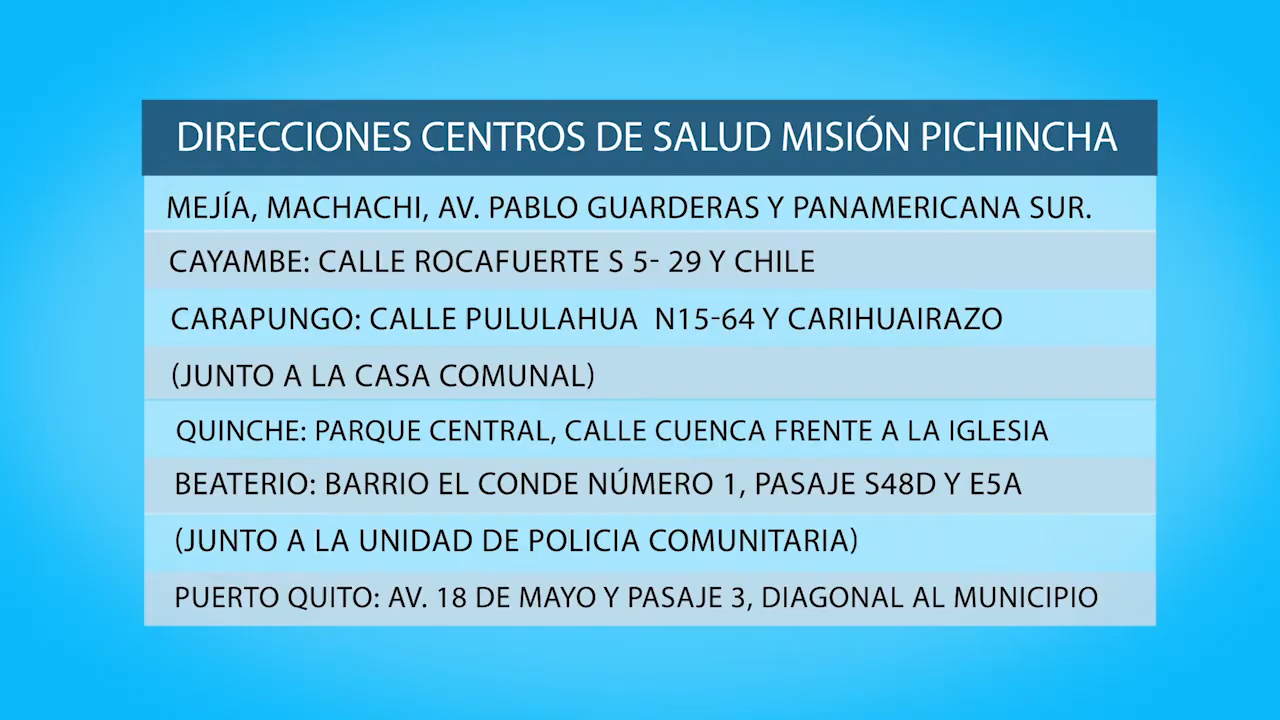 DIRECCIONES CENTROS DE SALUD MISIÓN PICHINCHA
MEJÍA, MACHACHI, AV. PABLO GUARDERAS Y PANAMERICANA SUR.
CAYAMBE: CALLE ROCAFUERTE S 5- 29 Y CHILE
CARAPUNGO: CALLE PULULAHUA  N15-64 Y CARIHUAIRAZO
(JUNTO A LA CASA COMUNAL)
QUINCHE: PARQUE CENTRAL, CALLE CUENCA FRENTE A LA IGLESIA
BEATERIO: BARRIO EL CONDE NÚMERO 1, PASAJE S48D Y E5A
(JUNTO A LA UNIDAD DE POLICIA COMUNITARIA)
PUERTO QUITO: AV. 18 DE MAYO Y PASAJE 3, DIAGONAL AL MUNICIPIO